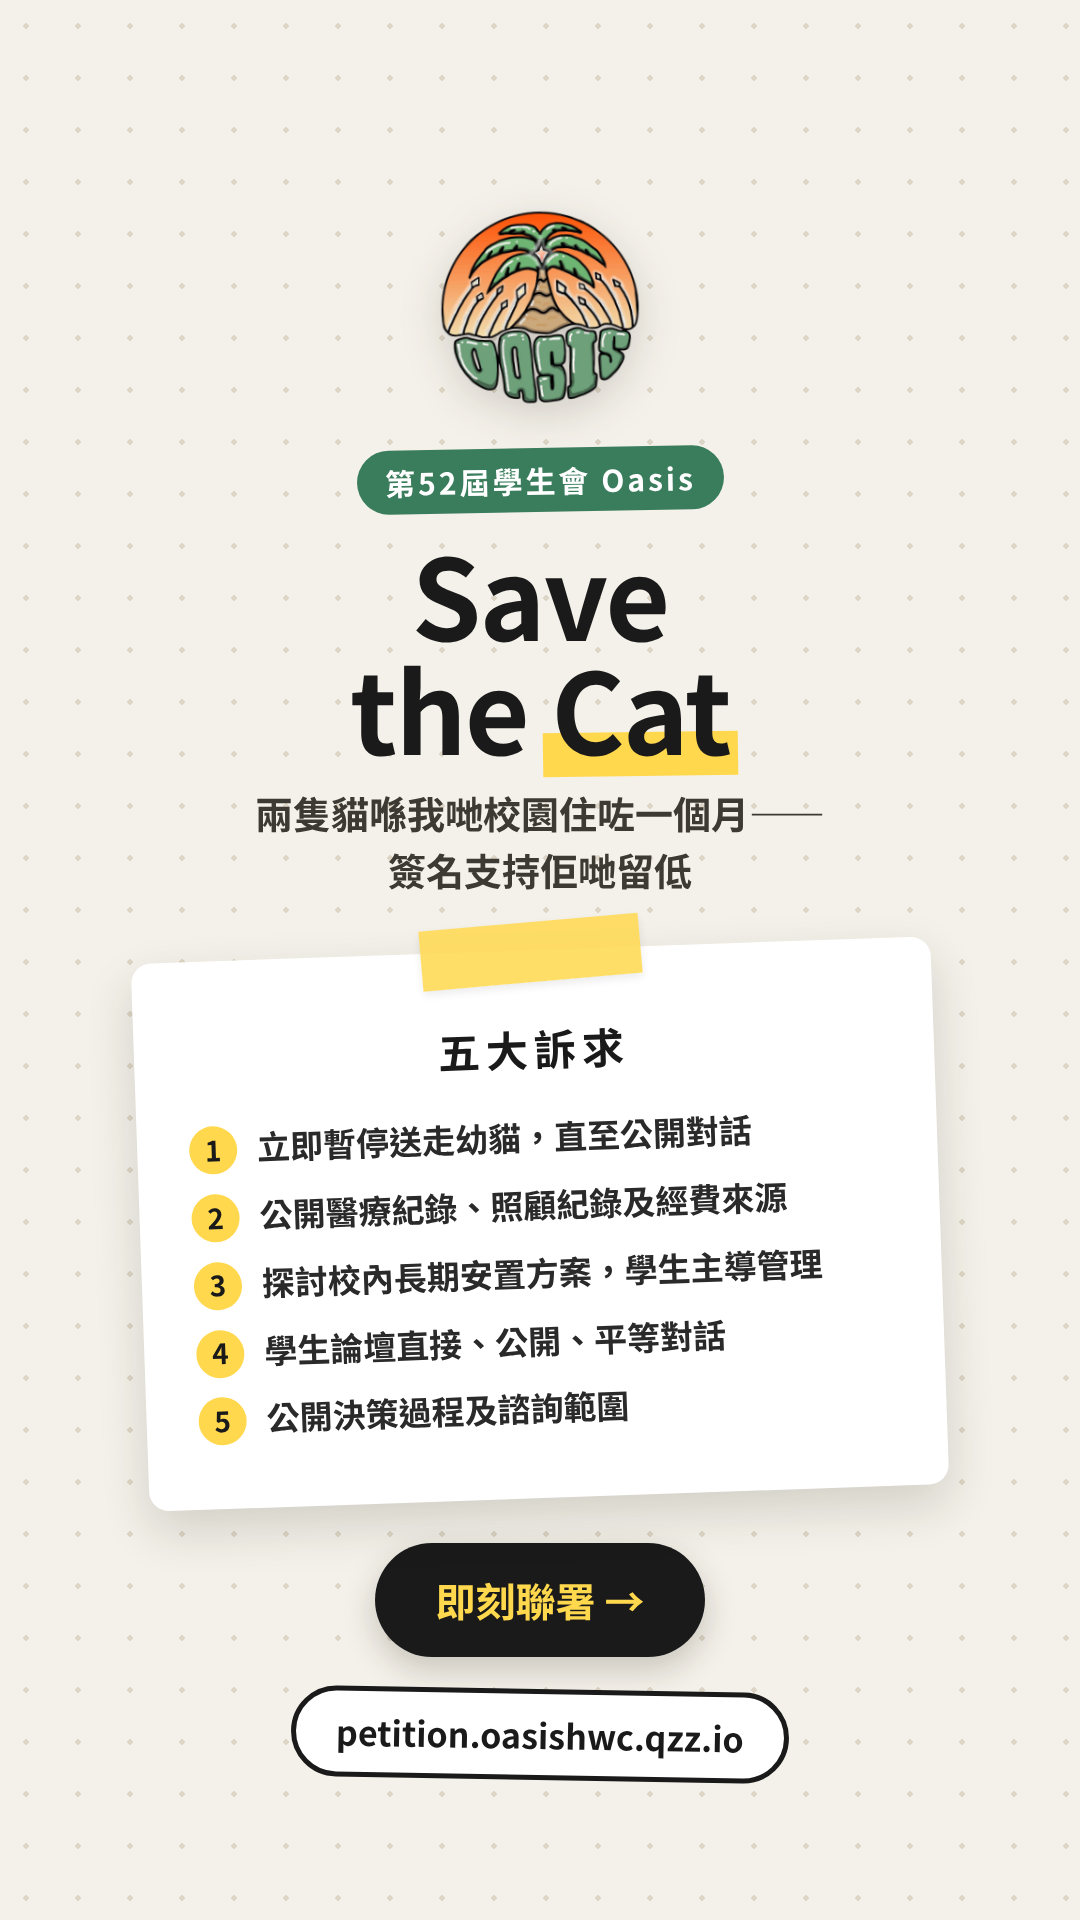 OASIS
第52屆學生會 Oasis
Save
the Cat
兩隻貓喺我哋校園住咗一個月——
簽名支持佢哋留低
五大訴求
1 立即暫停送走幼貓，直至公開對話
2 公開醫療紀錄、照顧紀錄及經費來源
3 探討校內長期安置方案，學生主導管理
4 學生論壇直接、公開、平等對話
5 公開決策過程及諮詢範圍
即刻聯署 →
petition.oasishwc.qzz.io